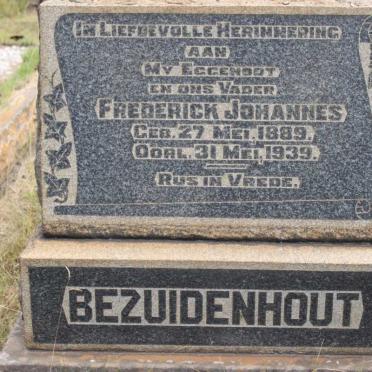 In Liefdevolle Herinnering
aan
My Eggenoot
en ons Vader
Frederick Johannes
Geb. 27 Mei. 1889.
Oorl. 31 Mei. 1939.
Rus in Vrede.
BEZUIDENHOUT